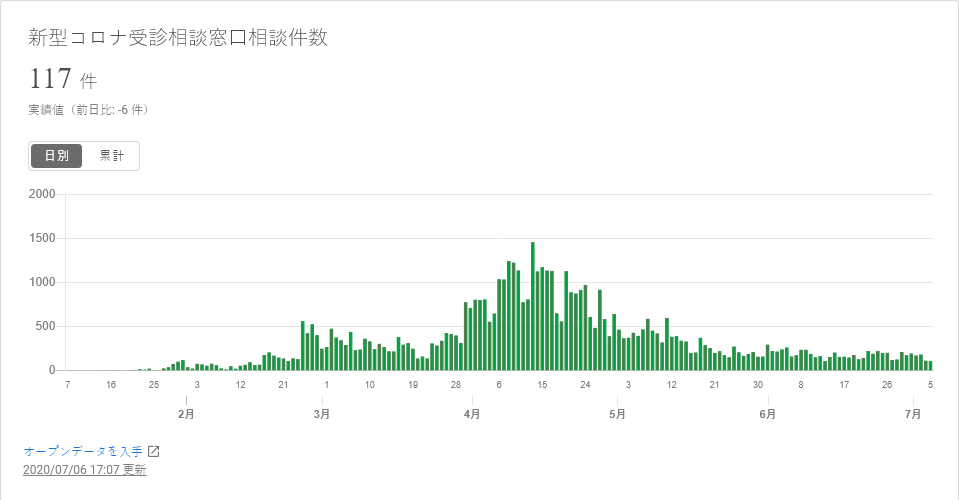 新型コロナ受診相談窓口相談件数
117 件
実績値（前日比: -6 件）
日別 累計
2000
1500
1000
500
0
7 16 25 3 12 21 1 10 19 28 6 15 24 3 12 21 30 8 17 26 5
2月 3月 4月 5月 6月 7月
オープンデータを入手
2020/07/06 17:07 更新